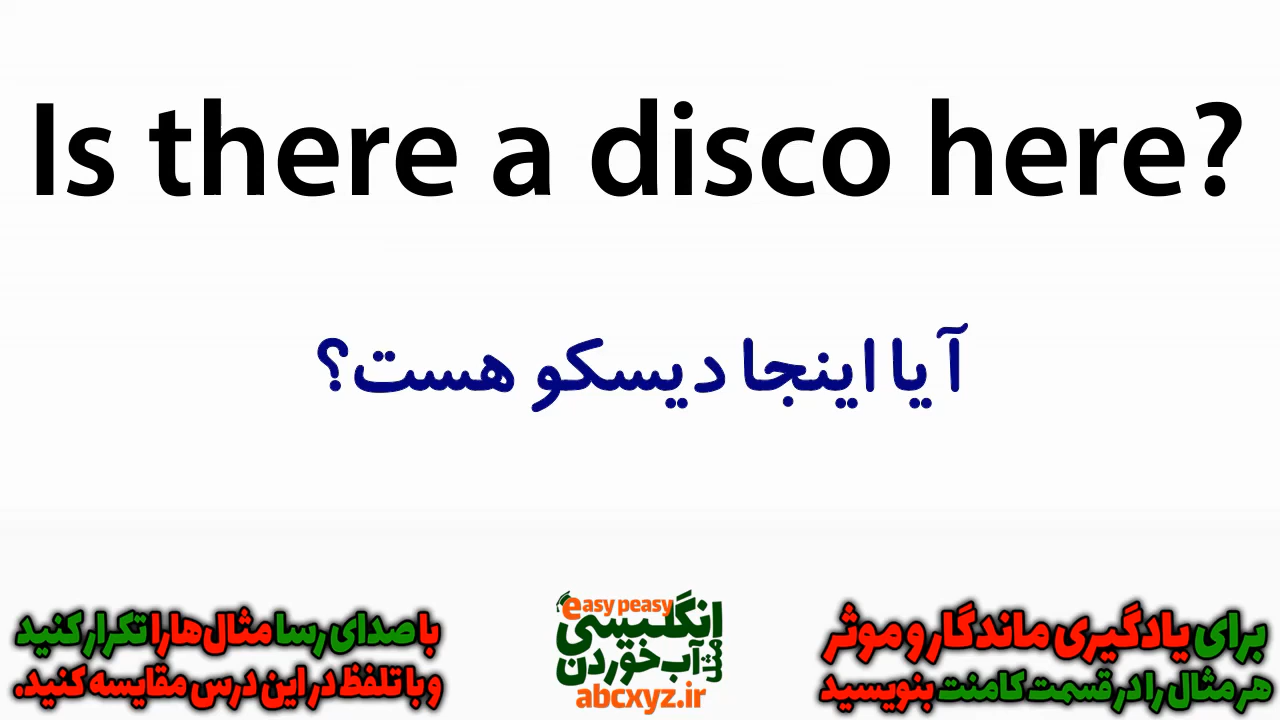 Is there a disco here?
آیا اینجا دیسکو هست؟
برای یادگیری ماندگار و موثر
هر مثال را در قسمت کامنت بنویسید
easy peasy
انگلیسی
مثل آب خوردن
abcxyz.ir
با صدای رسا مثال‌ها را تکرار کنید
و با تلفظ در این درس مقایسه کنید.